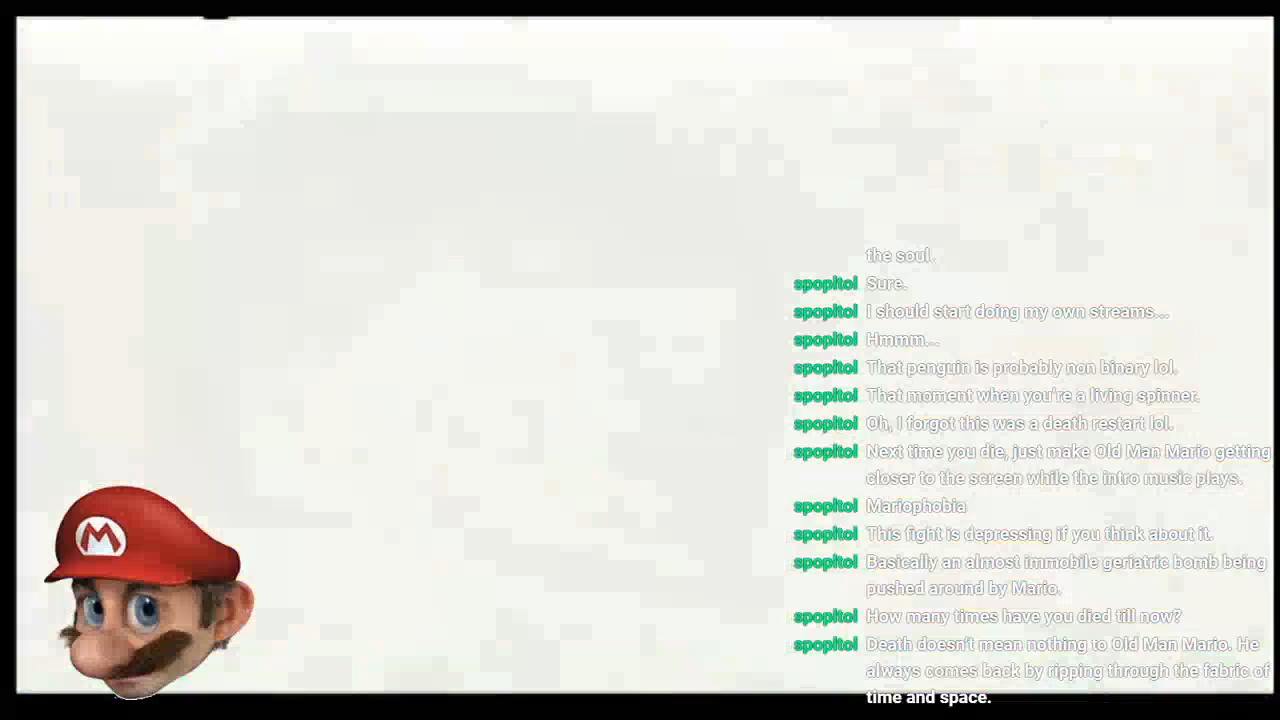 the soul.
spopitol Sure.
spopitol I should start doing my own streams...
spopitol Hmmm...
spopitol That penguin is probably non binary lol.
spopitol That moment when you're a living spinner.
spopitol Oh, I forgot this was a death restart lol.
spopitol Next time you die, just make Old Man Mario getting
closer to the screen while the intro music plays.
spopitol Mariophobia
spopitol This fight is depressing if you think about it.
spopitol Basically an almost immobile geriatric bomb being
pushed around by Mario.
spopitol How many times have you died till now?
spopitol Death doesn't mean nothing to Old Man Mario. He
always comes back by ripping through the fabric of
time and space.
M